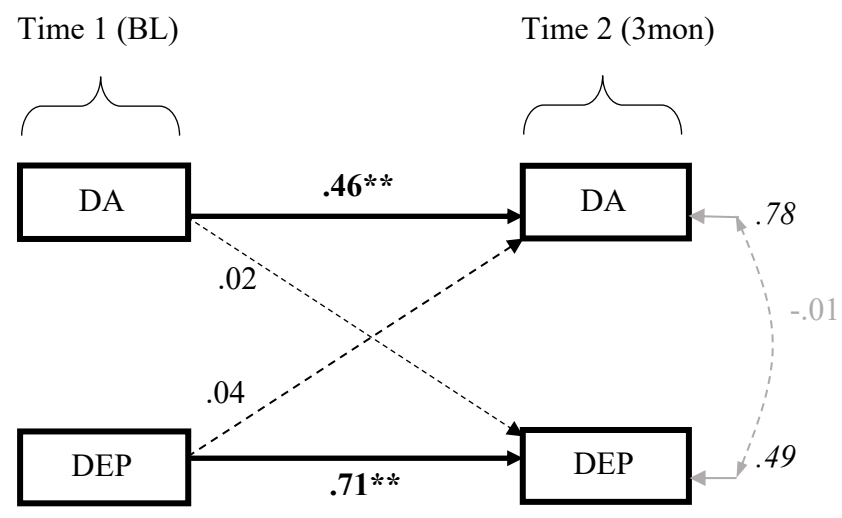 Time 1 (BL)
Time 2 (3mon)
.46**
DA
DA
.78
.02
-.01
.04
DEP
DEP
.49
.71**